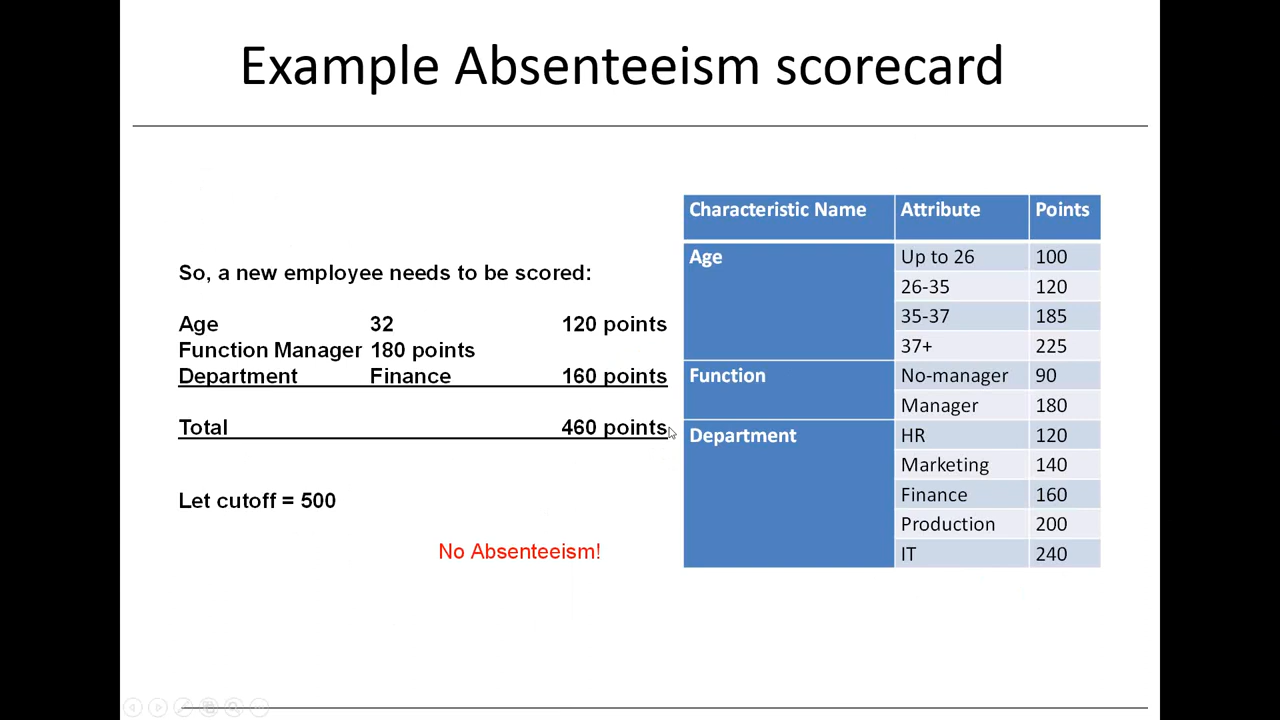 Example Absenteeism scorecard
So, a new employee needs to be scored:
Age 32 120 points
Function Manager 180 points
Department Finance 160 points
Total 460 points
Let cutoff = 500
No Absenteeism!
Characteristic Name Attribute Points
Age Up to 26 100
26-35 120
35-37 185
37+ 225
Function No-manager 90
Manager 180
Department HR 120
Marketing 140
Finance 160
Production 200
IT 240